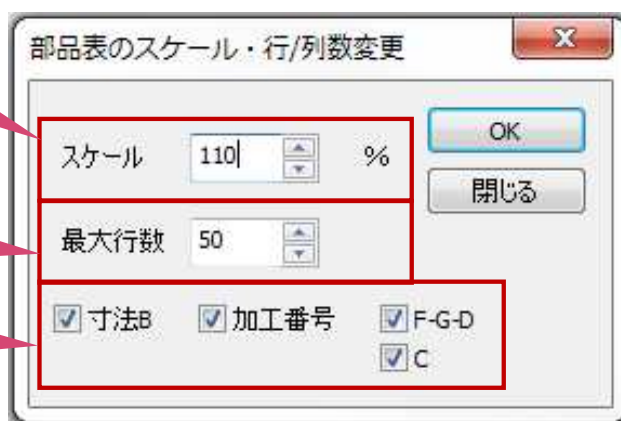 部品表のスケール・行/列数変更
スケール 110 %
OK
閉じる
最大行数 50
寸法B 加工番号 F-G-D
C